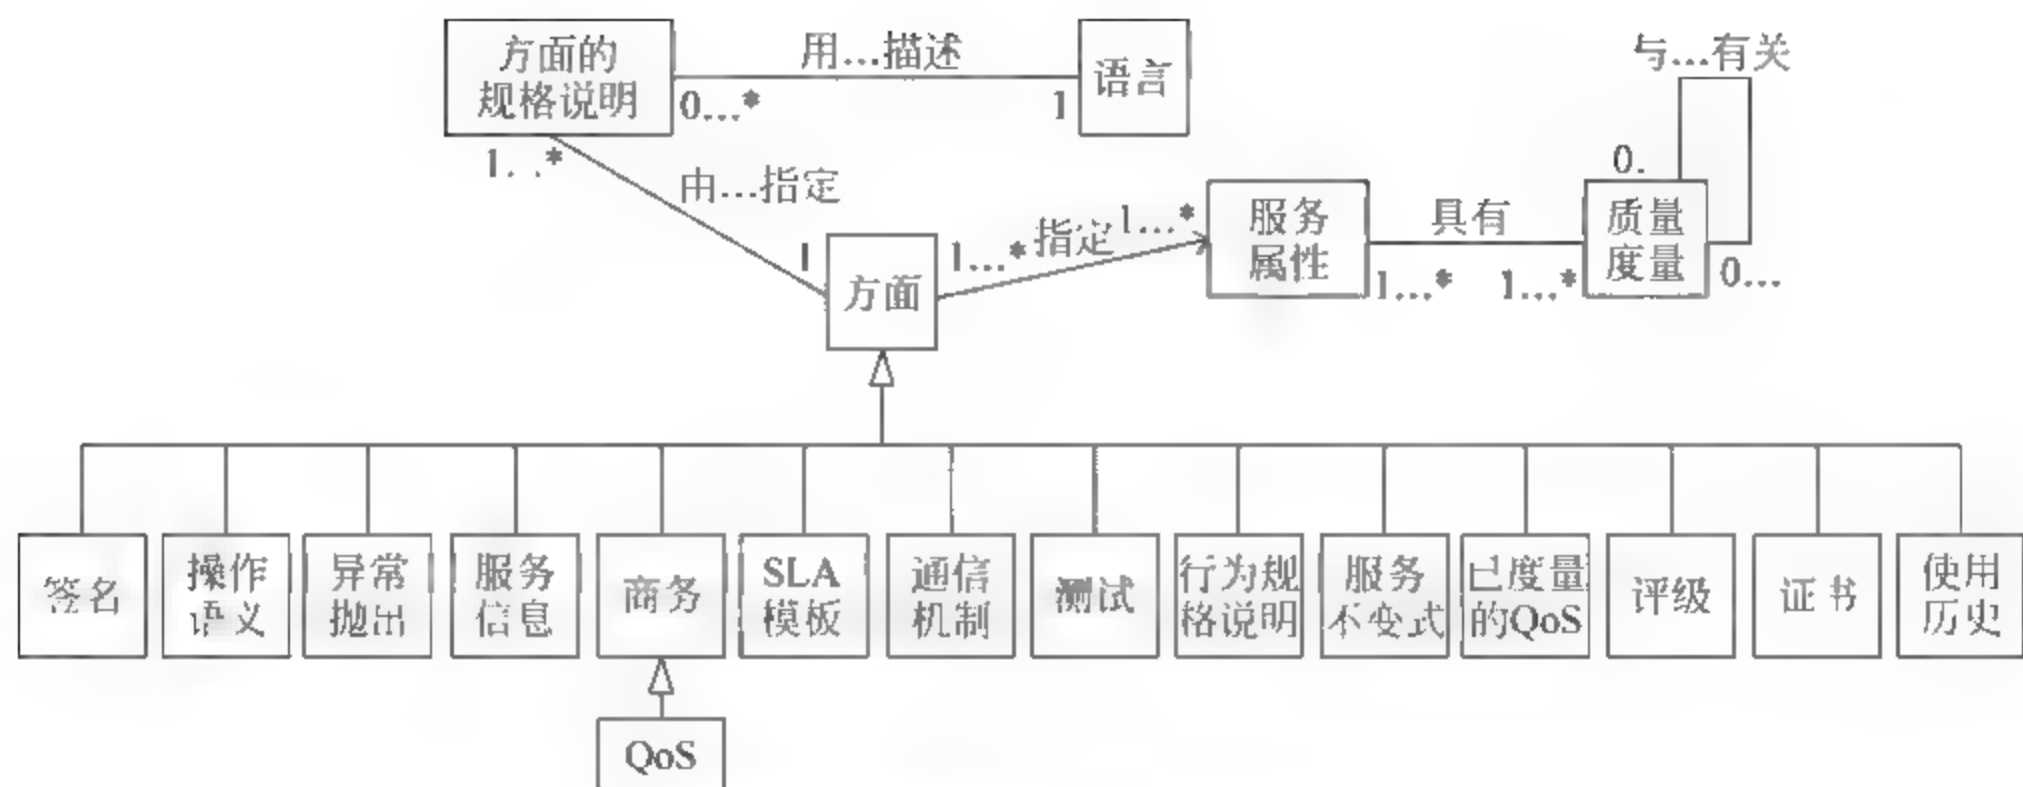 方面的
规格说明
用...描述
语言
0...*
1
与...有关
1...*
由...指定
0.
1
方面
1...*
指定
1...*
服务
属性
具有
质量
度量
1...*
1...*
0...
签名
操作
语义
异常
抛出
服务
信息
商务
SLA
模板
通信
机制
测试
行为规
格说明
服务
不变式
已度量
的QoS
评级
证书
使用
历史
QoS